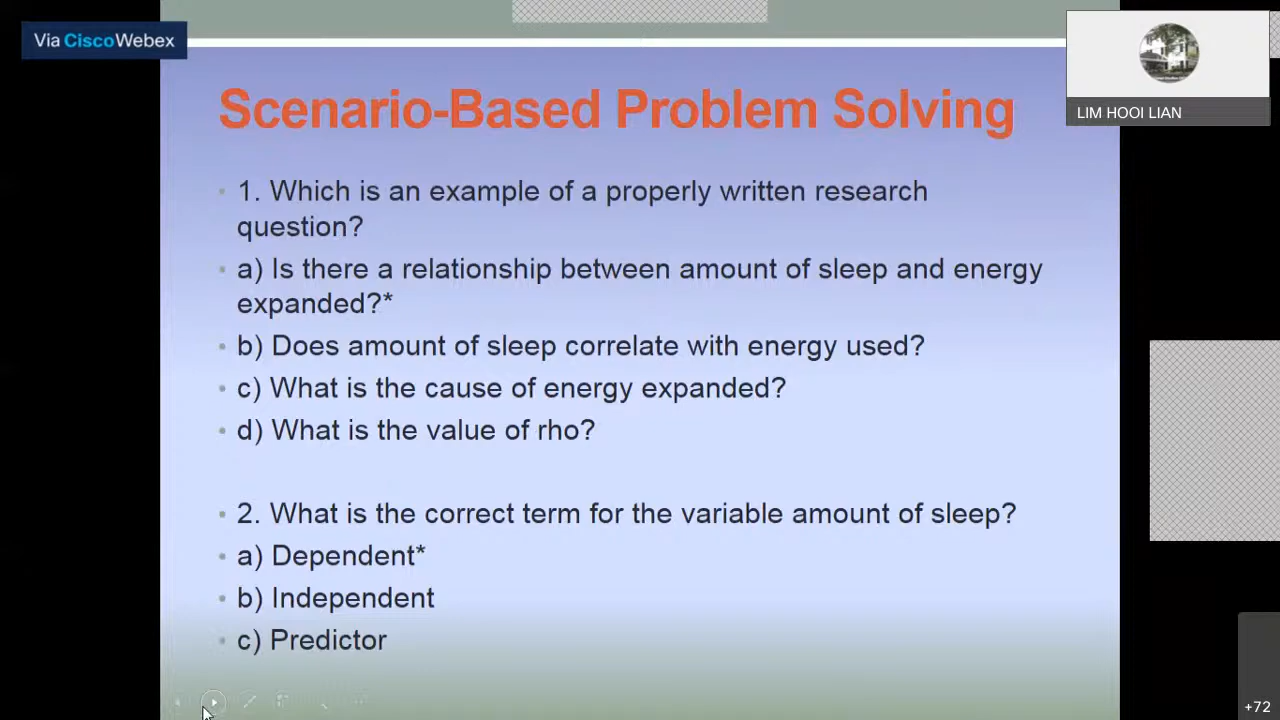 Via CiscoWebex
LIM HOOI LIAN
Scenario-Based Problem Solving
1. Which is an example of a properly written research
question?
a) Is there a relationship between amount of sleep and energy
expanded?*
b) Does amount of sleep correlate with energy used?
c) What is the cause of energy expanded?
d) What is the value of rho?
2. What is the correct term for the variable amount of sleep?
a) Dependent*
b) Independent
c) Predictor
+72